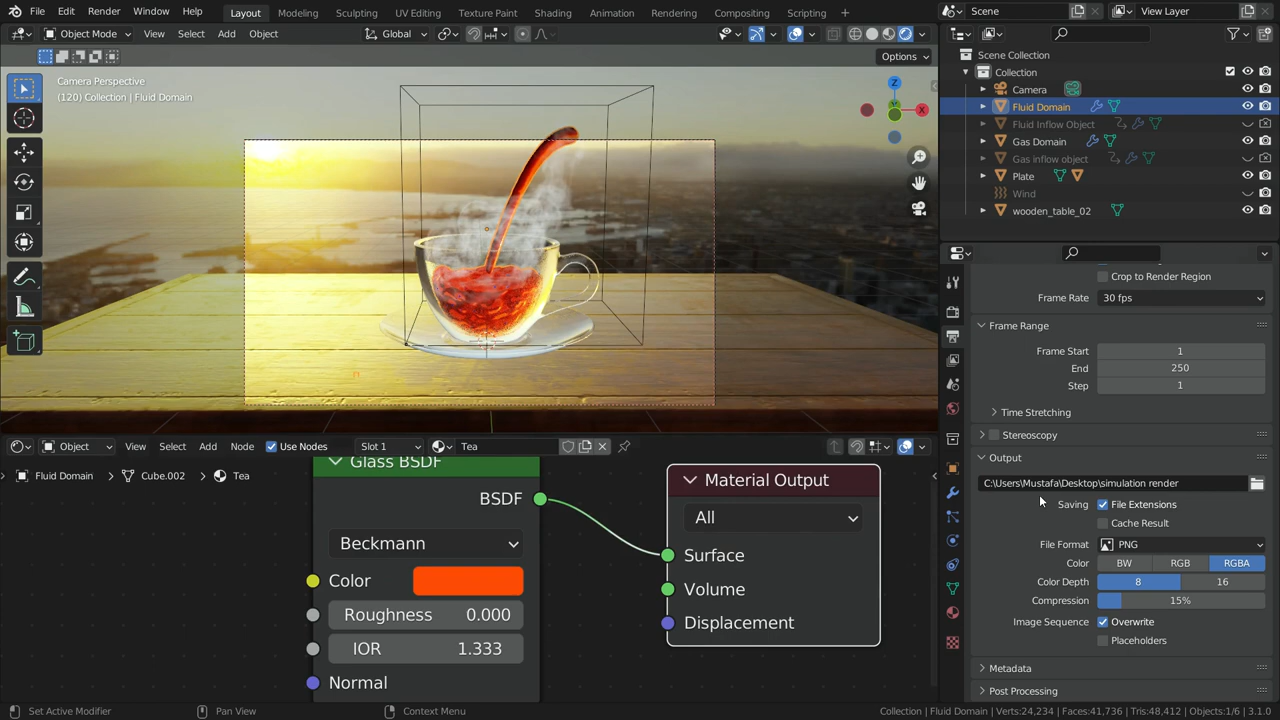 File Edit Render Window Help Layout Modeling Sculpting UV Editing Texture Paint Shading Animation Rendering Compositing Scripting + Scene View Layer
Object Mode View Select Add Object Global
Options
Camera Perspective
(120) Collection | Fluid Domain
Z
X
Scene Collection
Collection
Camera
Fluid Domain
Fluid Inflow Object
Gas Domain
Gas inflow object
Plate
Wind
wooden_table_02
Crop to Render Region
Frame Rate 30 fps
Frame Range
Frame Start 1
End 250
Step 1
Time Stretching
Stereoscopy
Output
C:\Users\Mustafa\Desktop\simulation render
Saving File Extensions
Cache Result
File Format PNG
Color BW RGB RGBA
Color Depth 8 16
Compression 15%
Image Sequence Overwrite
Placeholders
Metadata
Post Processing
Object View Select Add Node Use Nodes Slot 1 Tea
Fluid Domain > Cube.002 > Tea
Glass BSDF
BSDF
Beckmann
Color
Roughness 0.000
IOR 1.333
Normal
Material Output
All
Surface
Volume
Displacement
Set Active Modifier Pan View Context Menu Collection | Fluid Domain | Verts:24,234 | Faces:41,736 | Tris:48,412 | Objects:1/6 | 3.1.0